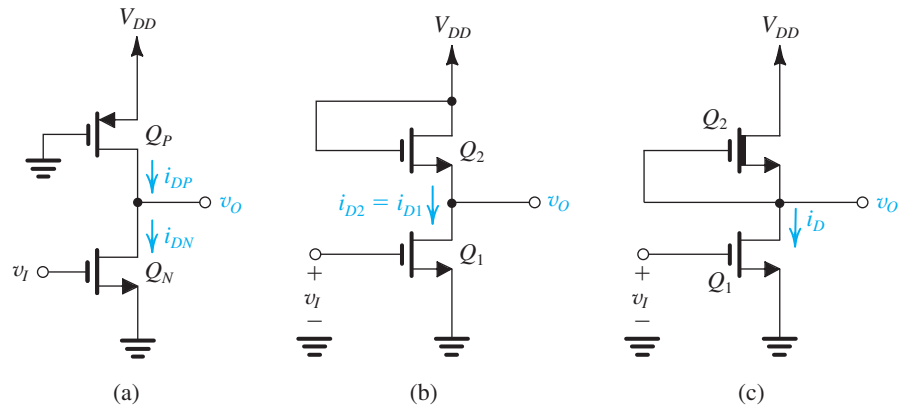 V_DD
Q_P
i_DP
v_O
i_DN
v_I
Q_N
(a)
V_DD
Q_2
i_D2 = i_D1
v_O
Q_1
+
v_I
−
(b)
V_DD
Q_2
v_O
i_D
Q_1
+
v_I
−
(c)